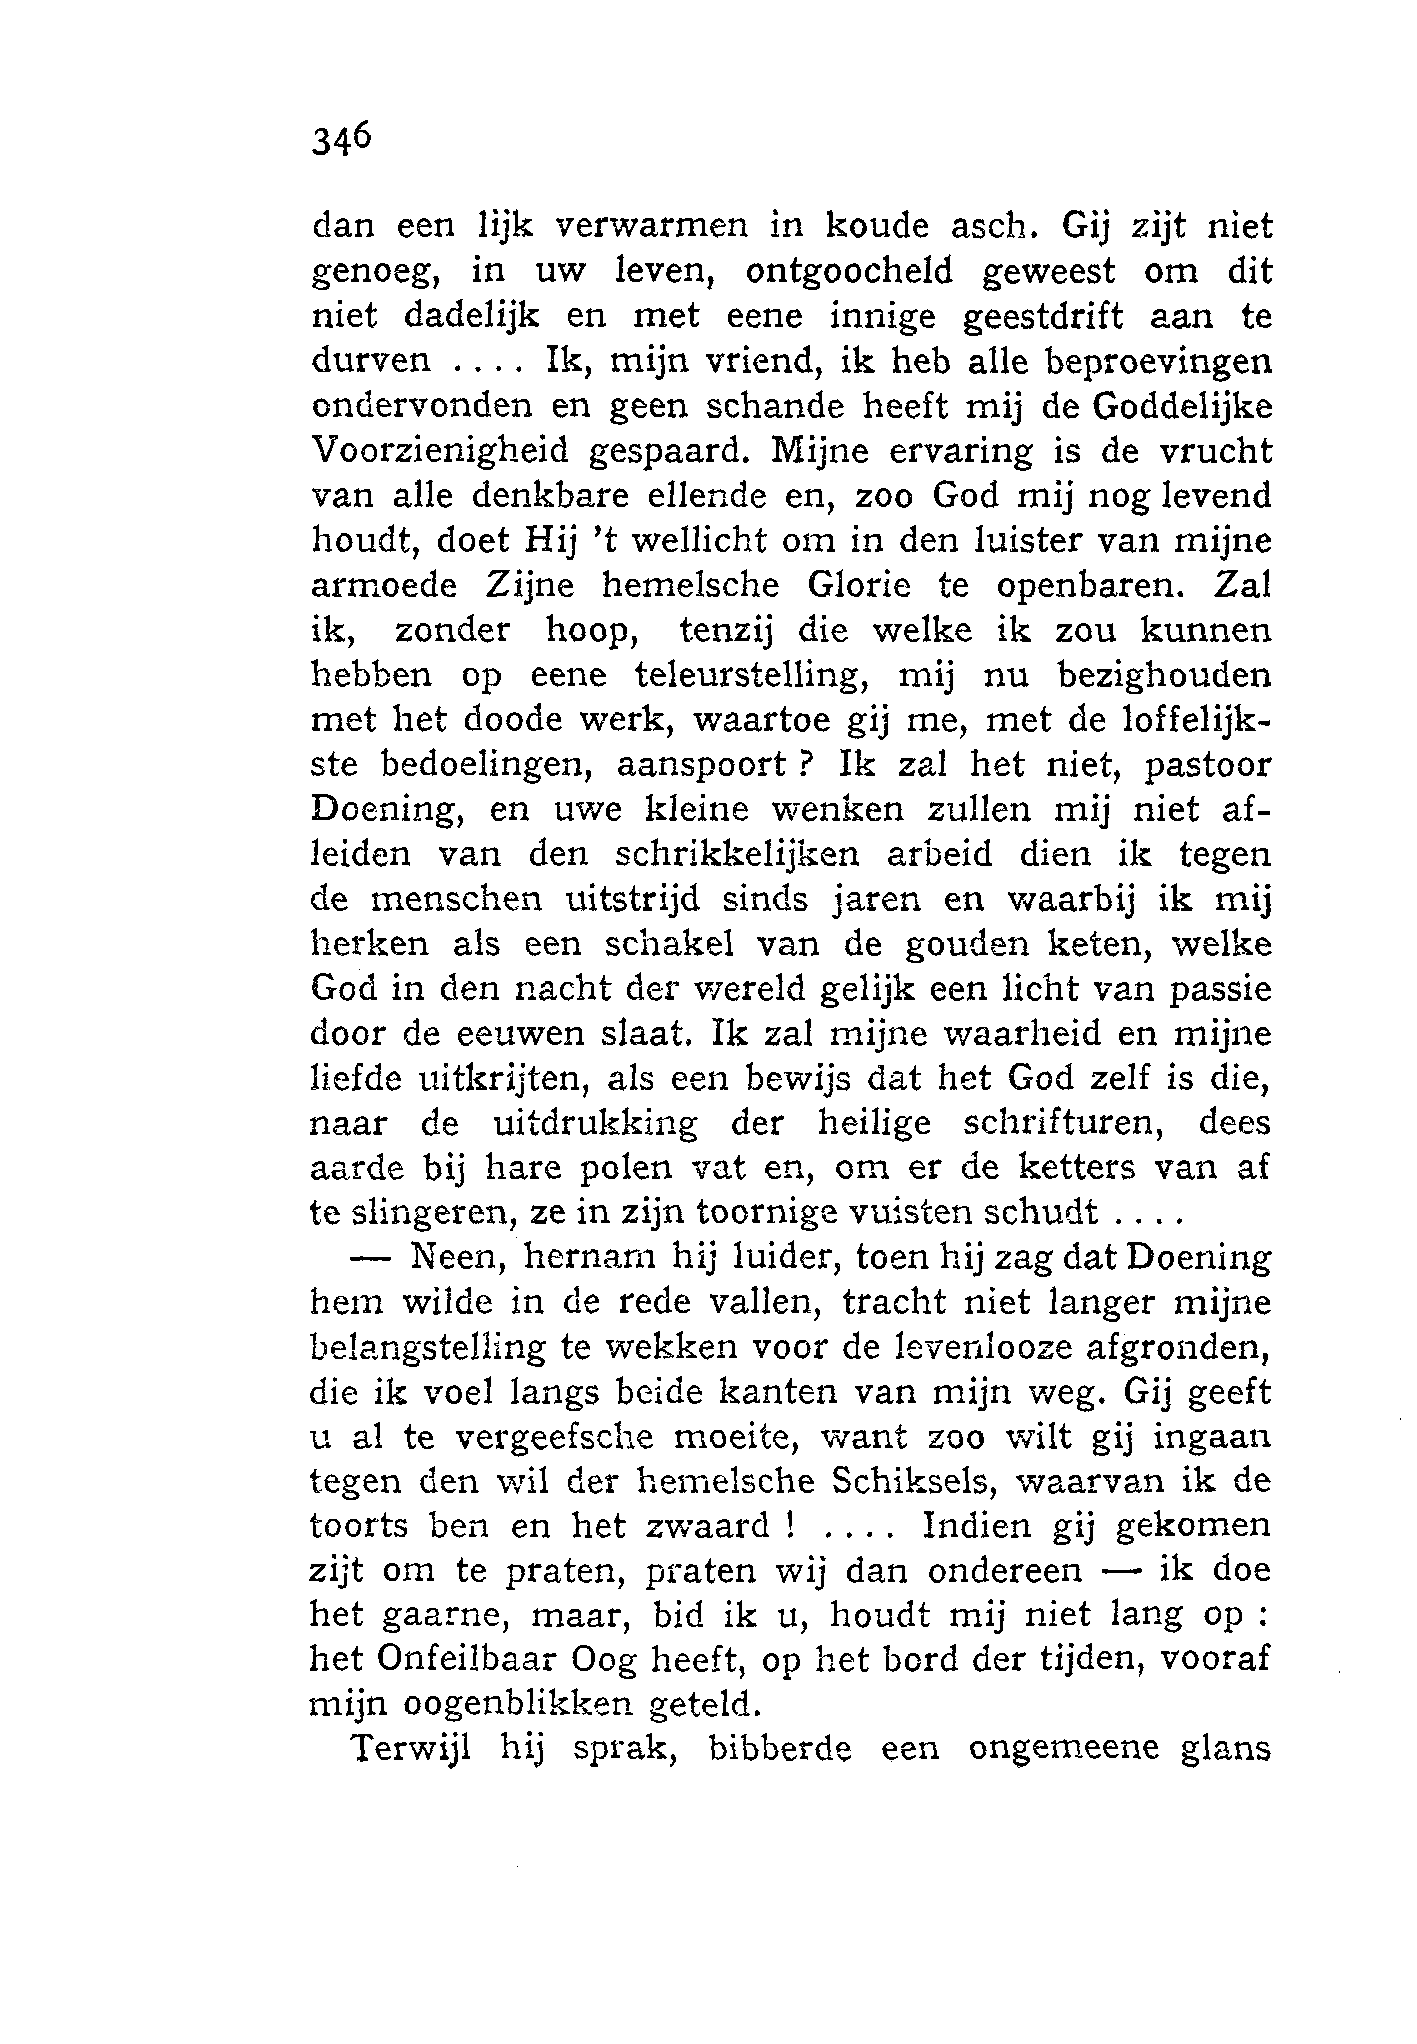 346
dan een lijk verwarmen in koude asch. Gij zijt niet
genoeg, in uw leven, ontgoocheld geweest om dit
niet dadelijk en met eene innige geestdrift aan te
durven .... Ik, mijn vriend, ik heb alle beproevingen
ondervonden en geen schande heeft mij de Goddelijke
Voorzienigheid gespaard. Mijne ervaring is de vrucht
van alle denkbare ellende en, zoo God mij nog levend
houdt, doet Hij 't wellicht om in den luister van mijne
armoede Zijne hemelsche Glorie te openbaren. Zal
ik, zonder hoop, tenzij die welke ik zou kunnen
hebben op eene teleurstelling, mij nu bezighouden
met het doode werk, waartoe gij me, met de loffelijk-
ste bedoelingen, aanspoort ? Ik zal het niet, pastoor
Doening, en uwe kleine wenken zullen mij niet af-
leiden van den schrikkelijken arbeid dien ik tegen
de menschen uitstrijd sinds jaren en waarbij ik mij
herken als een schakel van de gouden keten, welke
God in den nacht der wereld gelijk een licht van passie
door de eeuwen slaat. Ik zal mijne waarheid en mijne
liefde uitkrijten, als een bewijs dat het God zelf is die,
naar de uitdrukking der heilige schrifturen, dees
aarde bij hare polen vat en, om er de ketters van af
te slingeren, ze in zijn toornige vuisten schudt ....
— Neen, hernam hij luider, toen hij zag dat Doening
hem wilde in de rede vallen, tracht niet langer mijne
belangstelling te wekken voor de levenlooze afgronden,
die ik voel langs beide kanten van mijn weg. Gij geeft
u al te vergeefsche moeite, want zoo wilt gij ingaan
tegen den wil der hemelsche Schiksels, waarvan ik de
toorts ben en het zwaard ! .... Indien gij gekomen
zijt om te praten, praten wij dan ondereen — ik doe
het gaarne, maar, bid ik u, houdt mij niet lang op :
het Onfeilbaar Oog heeft, op het bord der tijden, vooraf
mijn oogenblikken geteld.
Terwijl hij sprak, bibberde een ongemeene glans